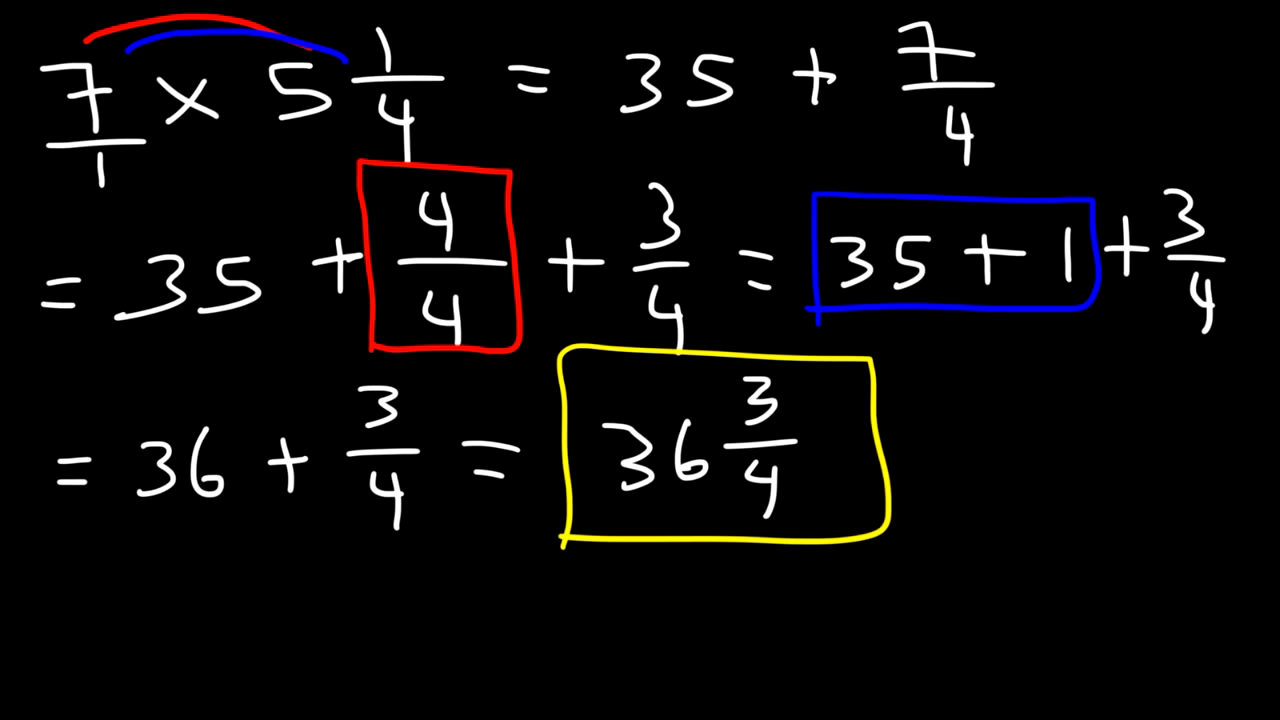 7/1 × 5 1/4 = 35 + 7/4
= 35 + 4/4 + 3/4 = 35 + 1 + 3/4
= 36 + 3/4 = 36 3/4